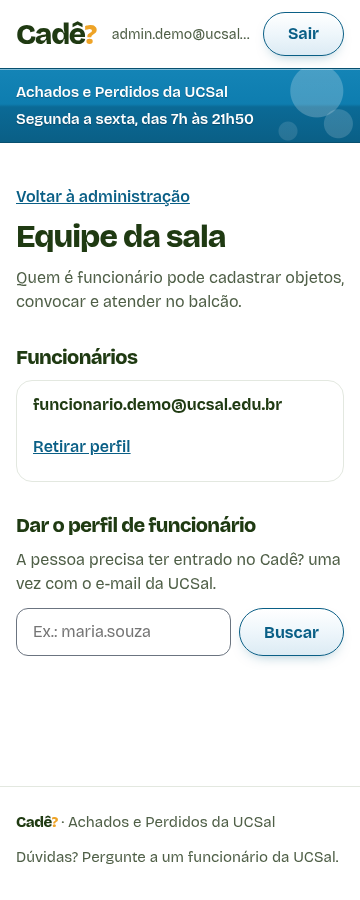 Cadê? admin.demo@ucsal... Sair
Achados e Perdidos da UCSal
Segunda a sexta, das 7h às 21h50
Voltar à administração
Equipe da sala
Quem é funcionário pode cadastrar objetos,
convocar e atender no balcão.
Funcionários
funcionario.demo@ucsal.edu.br
Retirar perfil
Dar o perfil de funcionário
A pessoa precisa ter entrado no Cadê? uma
vez com o e-mail da UCSal.
Ex.: maria.souza Buscar
Cadê? · Achados e Perdidos da UCSal
Dúvidas? Pergunte a um funcionário da UCSal.